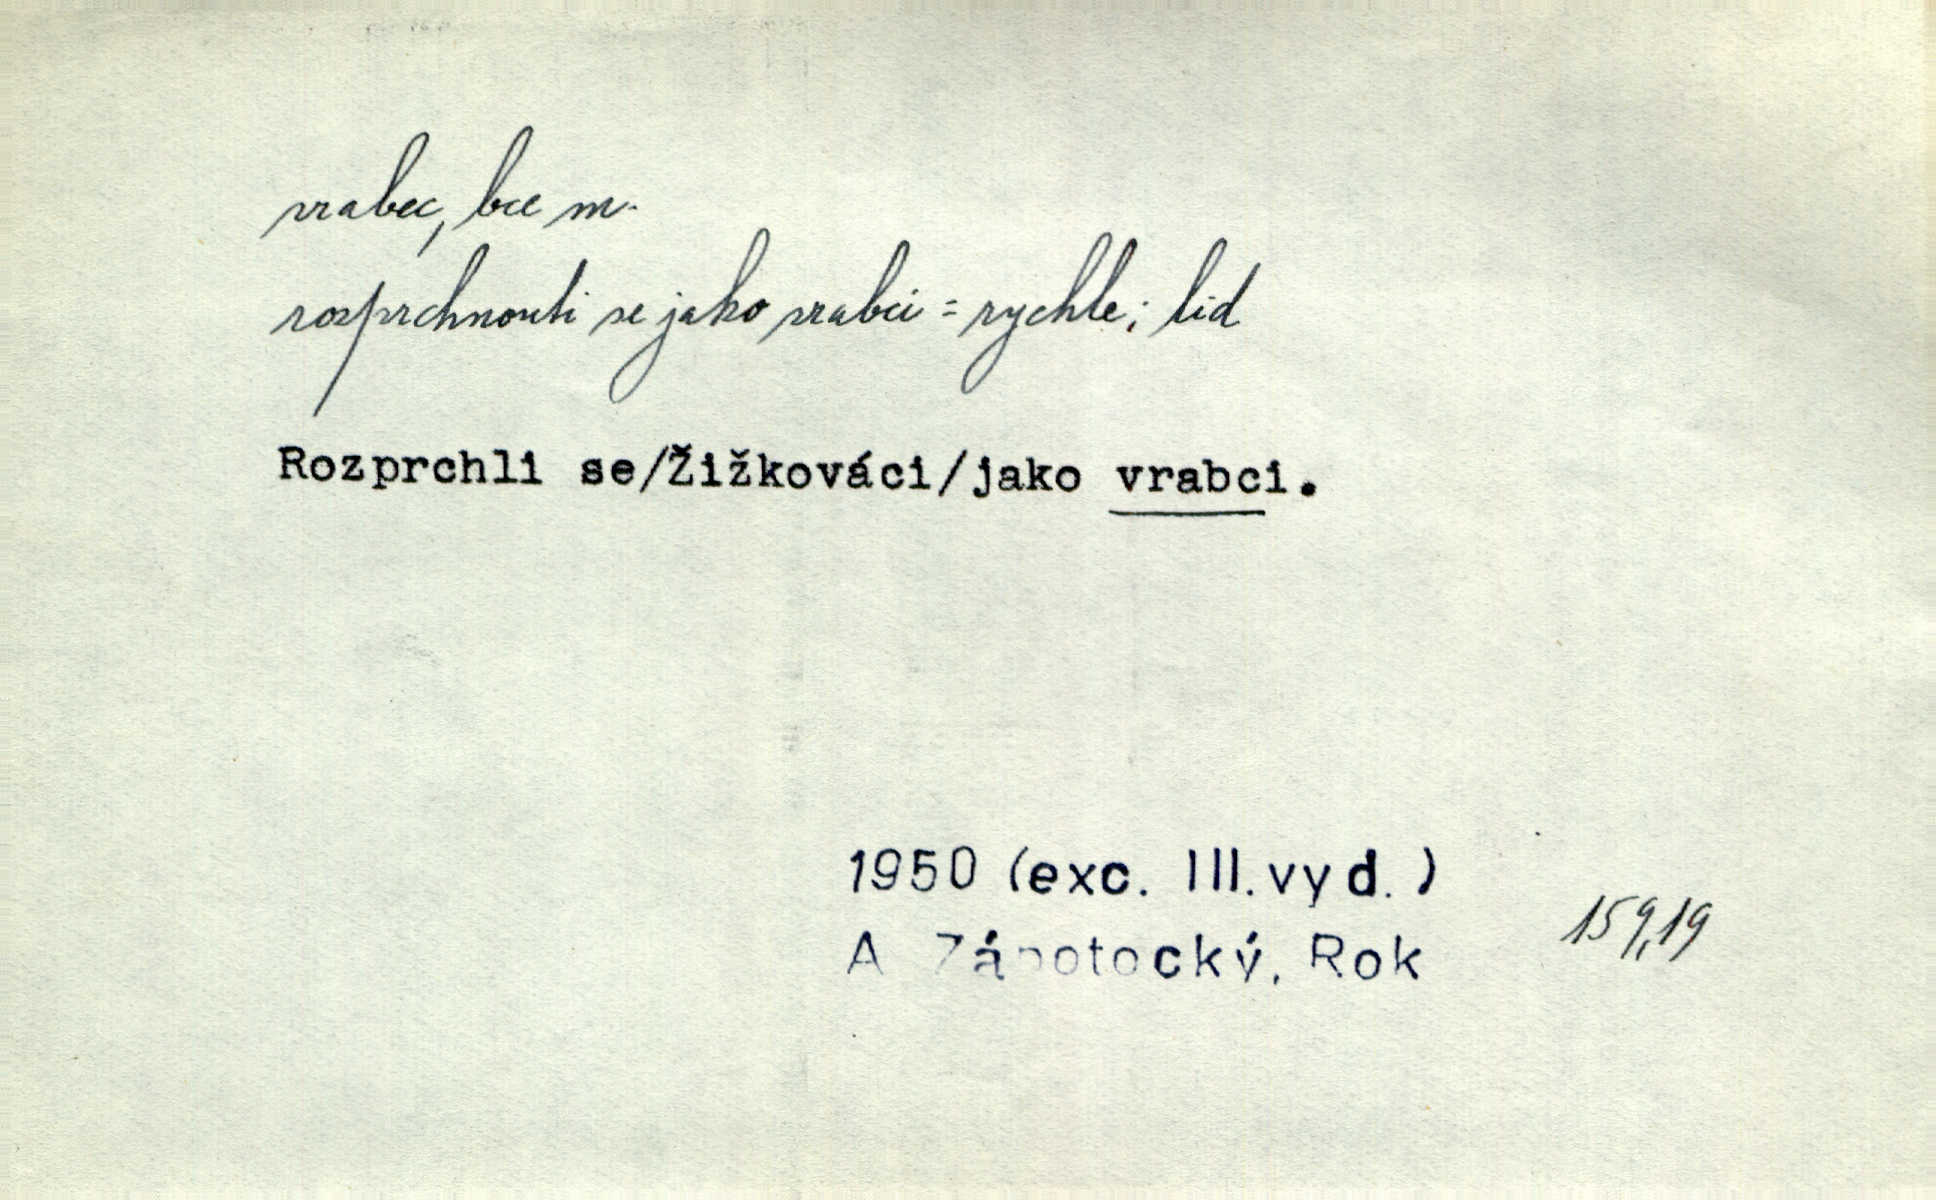 vrabec, bce m.
rozprchnouti se jako vrabci = rychle; lid
Rozprchli se/Žižkováci/jako vrabci.
1950 (exc. III. vyd. )
A Zápotocký, Rok
159,19